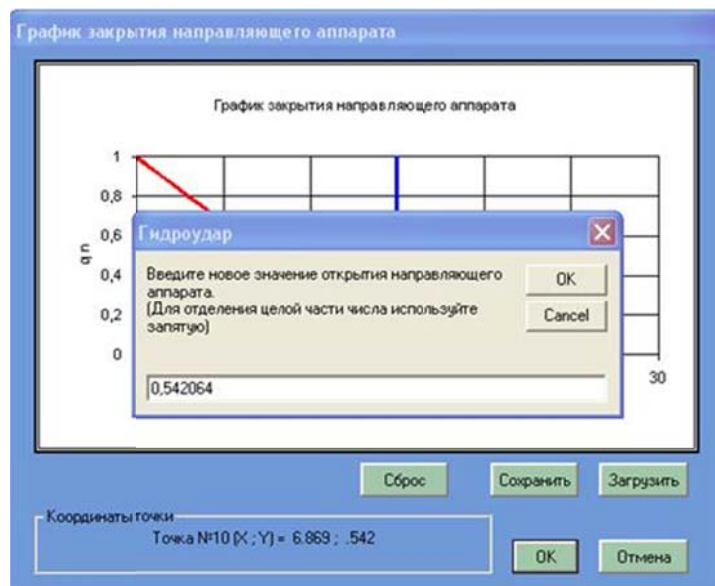 График закрытия направляющего аппарата
График закрытия направляющего аппарата
1
0,8
0,6
0,4
0,2
0
q n
30
Гидроудар
Введите новое значение открытия направляющего
аппарата.
(Для отделения целой части числа используйте
запятую)
OK
Cancel
0,542064
Сброс
Сохранить
Загрузить
Координаты точки
Точка №10 (X ; Y) = 6.869 ; .542
OK
Отмена